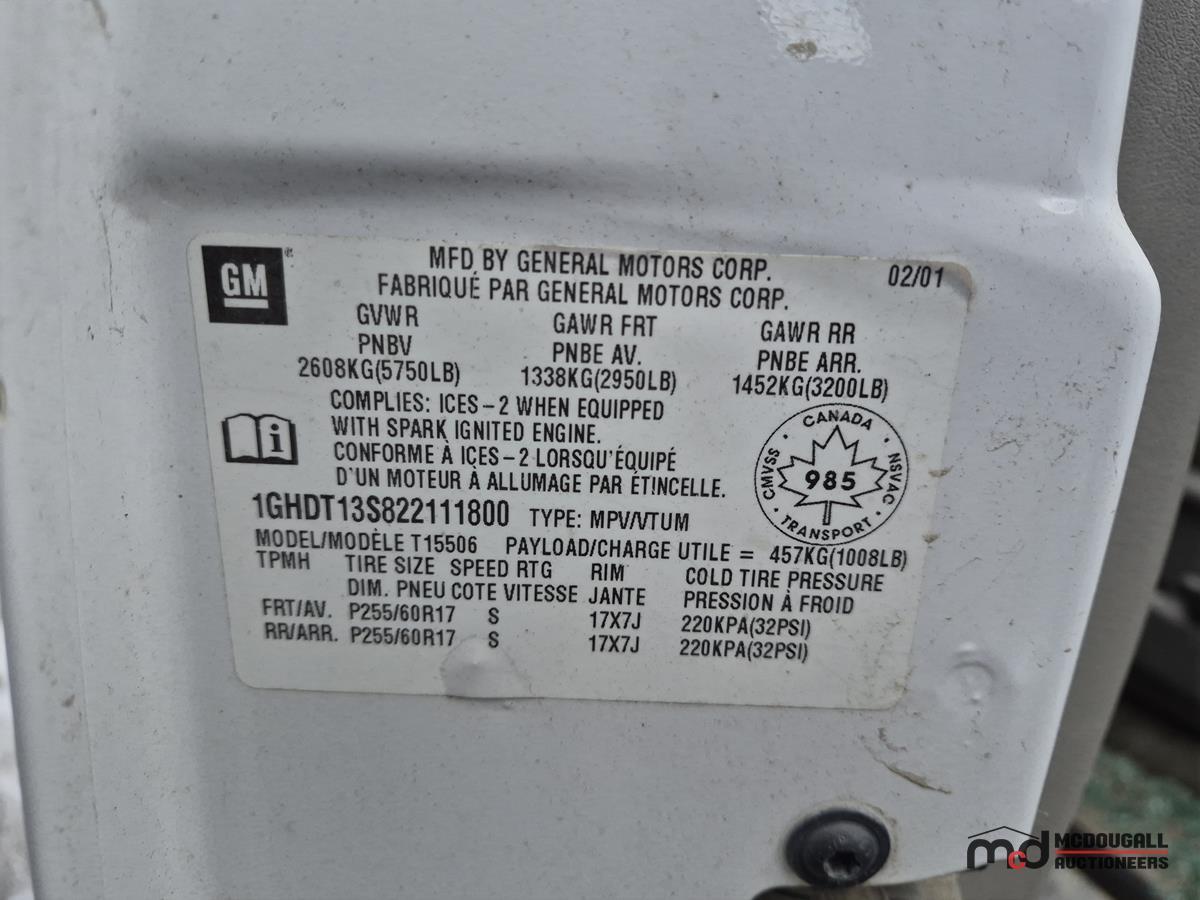 GM
MFD BY GENERAL MOTORS CORP. 02/01
FABRIQUÉ PAR GENERAL MOTORS CORP.
GVWR GAWR FRT GAWR RR
PNBV PNBE AV. PNBE ARR.
2608KG(5750LB) 1338KG(2950LB) 1452KG(3200LB)
COMPLIES: ICES-2 WHEN EQUIPPED
WITH SPARK IGNITED ENGINE.
CONFORME À ICES-2 LORSQU'ÉQUIPÉ
D'UN MOTEUR À ALLUMAGE PAR ÉTINCELLE.
CANADA
CMVSS 985 NSVAC
TRANSPORT
1GHDT13S822111800 TYPE: MPV/VTUM
MODEL/MODÈLE T15506 PAYLOAD/CHARGE UTILE = 457KG(1008LB)
TPMH TIRE SIZE SPEED RTG RIM COLD TIRE PRESSURE
DIM. PNEU COTE VITESSE JANTE PRESSION À FROID
FRT/AV. P255/60R17 S 17X7J 220KPA(32PSI)
RR/ARR. P255/60R17 S 17X7J 220KPA(32PSI)
mcd MCDOUGALL
AUCTIONEERS